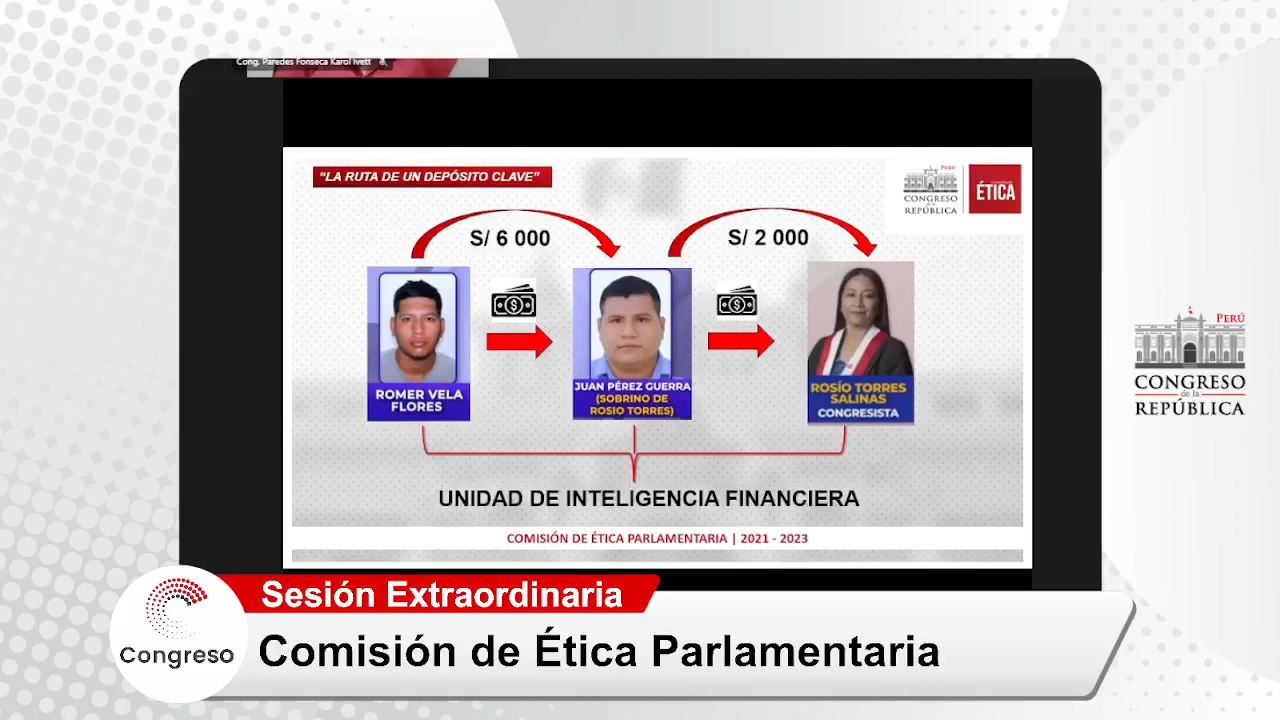 Cong. Paredes Fonseca Karol Ivett
“LA RUTA DE UN DEPÓSITO CLAVE”
PERÚ
CONGRESO
de la
REPÚBLICA
ÉTICA
S/ 6 000
S/ 2 000
ROMER VELA
FLORES
JUAN PÉREZ GUERRA
(SOBRINO DE
ROSIO TORRES)
ROSÍO TORRES
SALINAS
CONGRESISTA
UNIDAD DE INTELIGENCIA FINANCIERA
COMISIÓN DE ÉTICA PARLAMENTARIA | 2021 - 2023
PERÚ
CONGRESO
de la
REPÚBLICA
Sesión Extraordinaria
Congreso
Comisión de Ética Parlamentaria